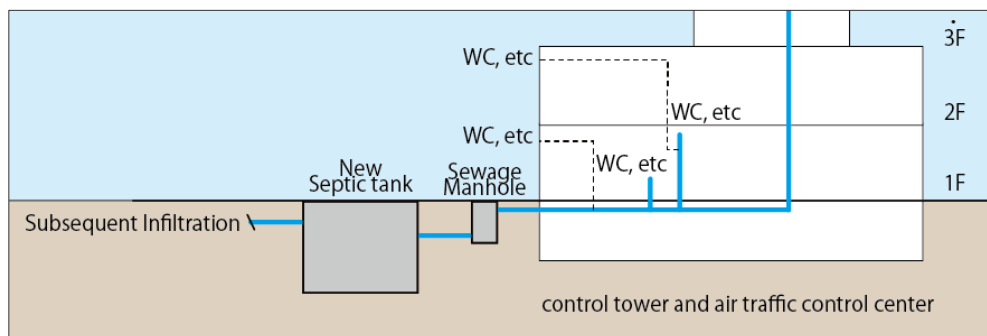 3F
WC, etc
WC, etc
2F
WC, etc
New
Septic tank
Sewage
Manhole
WC, etc
1F
Subsequent Infiltration
control tower and air traffic control center